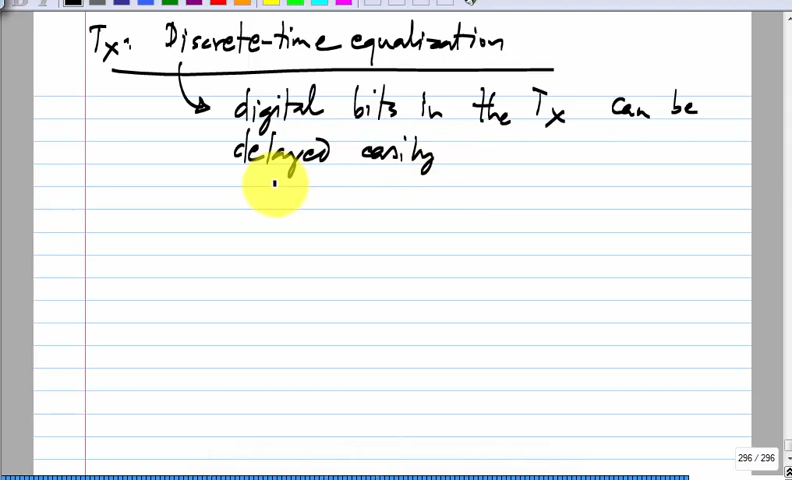 Tx: Discrete-time equalization
digital bits in the Tx can be
delayed easily
296 / 296